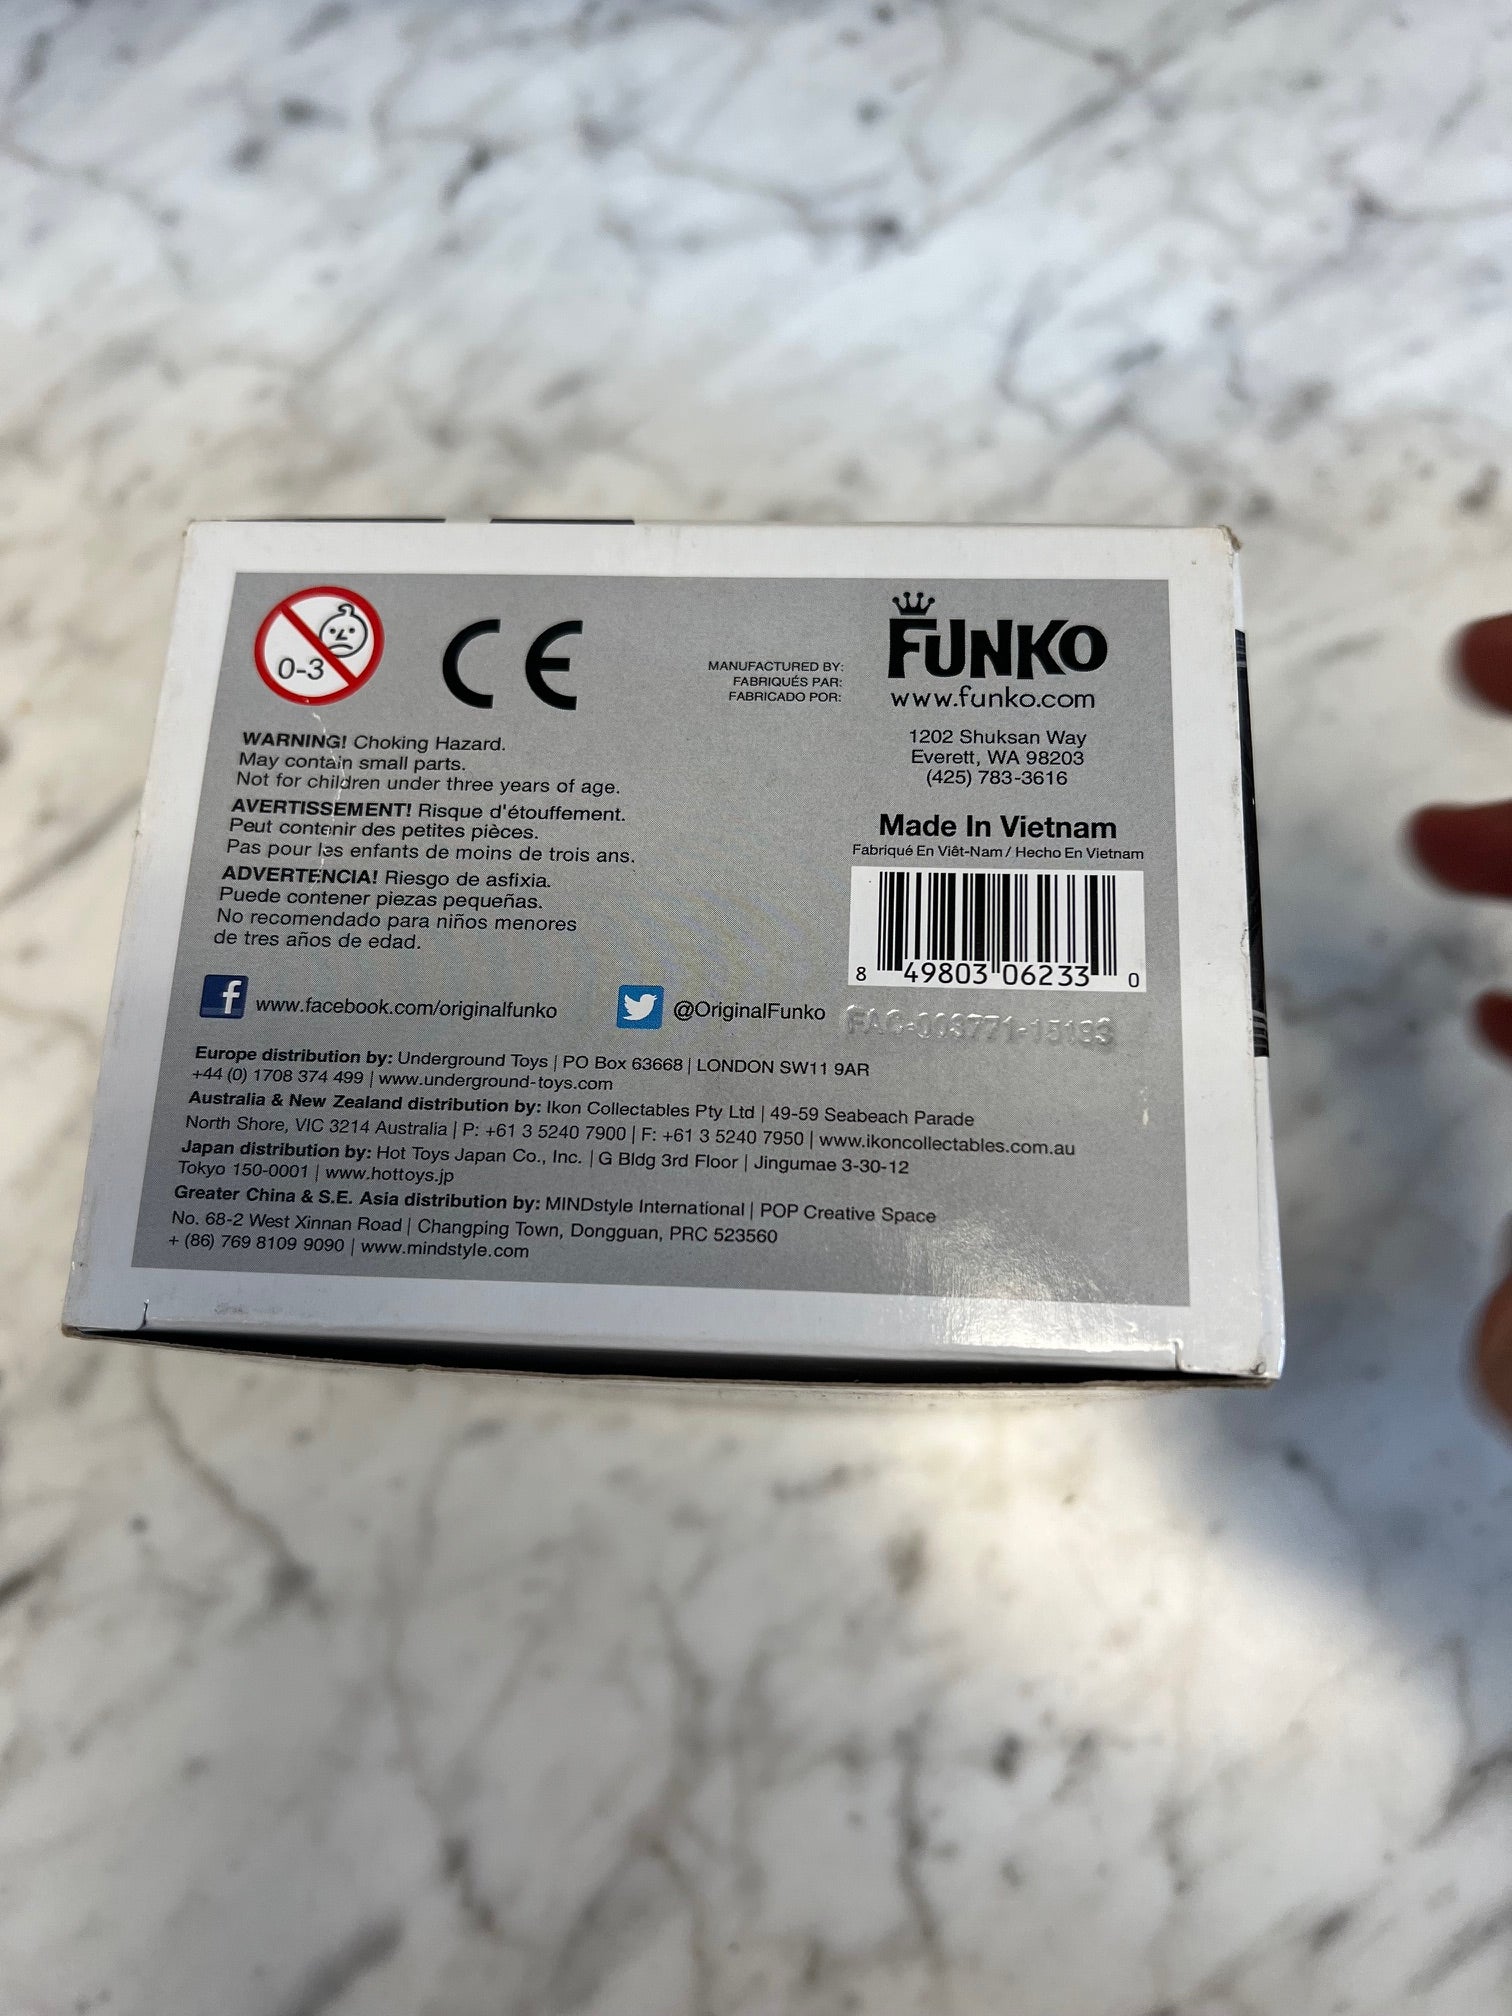 0-3
CE
MANUFACTURED BY:
FABRIQUÉS PAR:
FABRICADO POR:
FUNKO
www.funko.com
1202 Shuksan Way
Everett, WA 98203
(425) 783-3616
WARNING! Choking Hazard.
May contain small parts.
Not for children under three years of age.
AVERTISSEMENT! Risque d'étouffement.
Peut contenir des petites pièces.
Pas pour les enfants de moins de trois ans.
ADVERTENCIA! Riesgo de asfixia.
Puede contener piezas pequeñas.
No recomendado para niños menores
de tres años de edad.
Made In Vietnam
Fabriqué En Viêt-Nam / Hecho En Vietnam
8 49803 06233 0
FAC-003771-15193
f www.facebook.com/originalfunko
@OriginalFunko
Europe distribution by: Underground Toys | PO Box 63668 | LONDON SW11 9AR
+44 (0) 1708 374 499 | www.underground-toys.com
Australia & New Zealand distribution by: Ikon Collectables Pty Ltd | 49-59 Seabeach Parade
North Shore, VIC 3214 Australia | P: +61 3 5240 7900 | F: +61 3 5240 7950 | www.ikoncollectables.com.au
Japan distribution by: Hot Toys Japan Co., Inc. | G Bldg 3rd Floor | Jingumae 3-30-12
Tokyo 150-0001 | www.hottoys.jp
Greater China & S.E. Asia distribution by: MINDstyle International | POP Creative Space
No. 68-2 West Xinnan Road | Changping Town, Dongguan, PRC 523560
+ (86) 769 8109 9090 | www.mindstyle.com